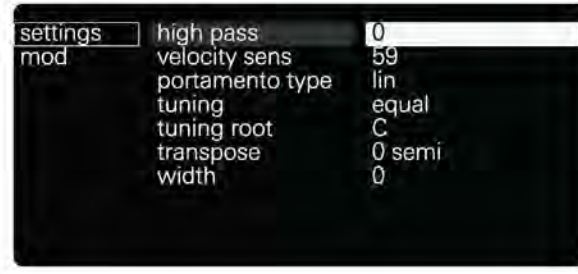 settings high pass 0
mod velocity sens 59
portamento type lin
tuning equal
tuning root C
transpose 0 semi
width 0